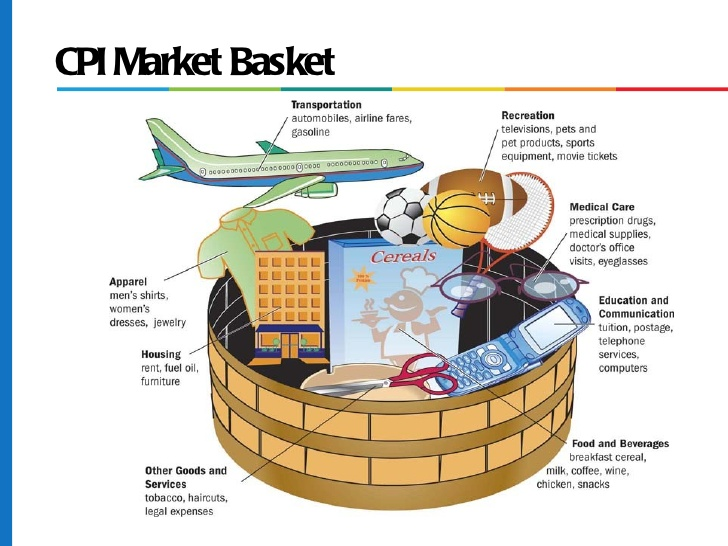 CPI Market Basket
Transportation
automobiles, airline fares,
gasoline
Recreation
televisions, pets and
pet products, sports
equipment, movie tickets
Medical Care
prescription drugs,
medical supplies,
doctor's office
visits, eyeglasses
Cereals
Apparel
men's shirts,
women's
dresses, jewelry
Education and
Communication
tuition, postage,
telephone
services,
computers
Housing
rent, fuel oil,
furniture
Food and Beverages
breakfast cereal,
milk, coffee, wine,
chicken, snacks
Other Goods and
Services
tobacco, haircuts,
legal expenses